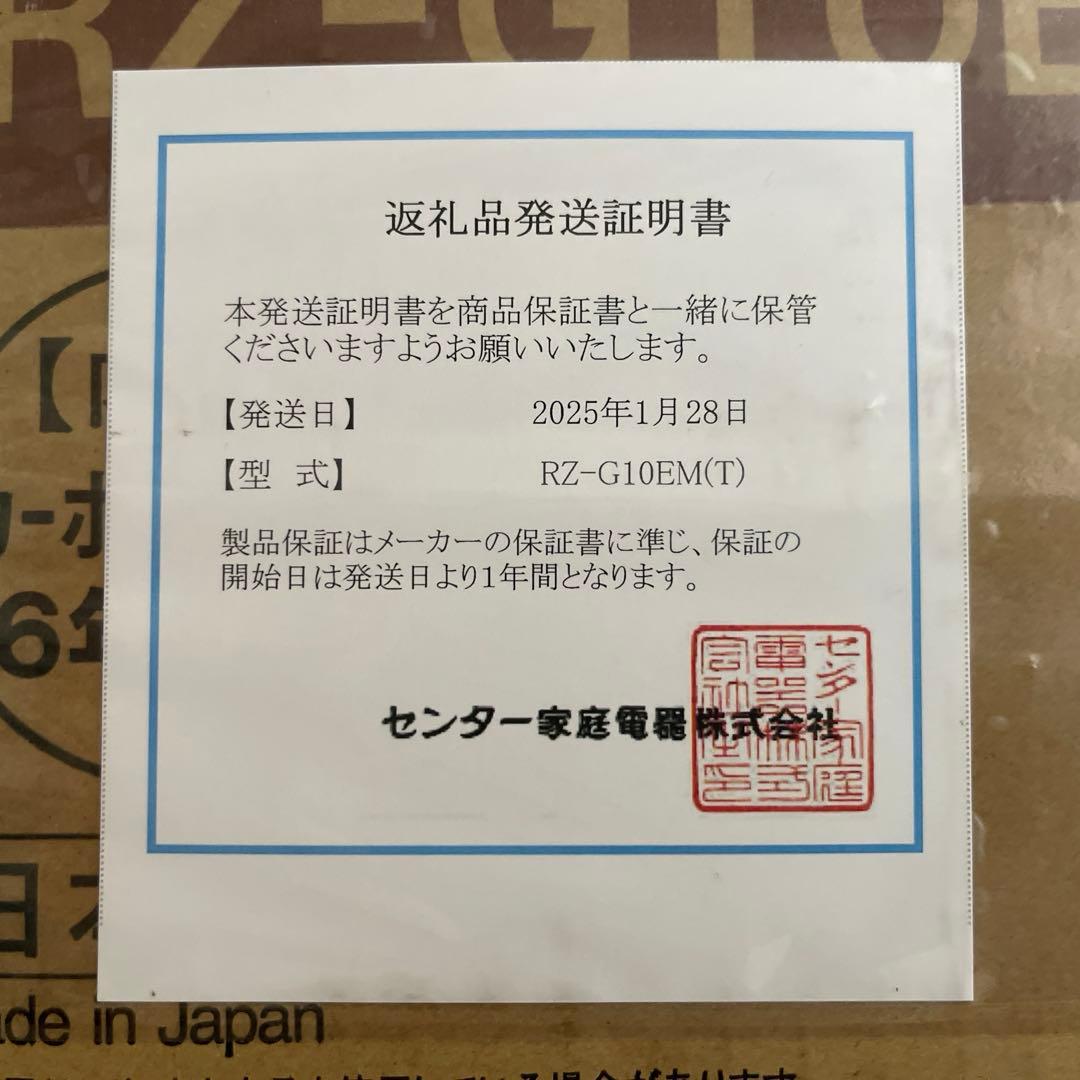 RZ-G10E
返礼品発送証明書
本発送証明書を商品保証書と一緒に保管
くださいますようお願いいたします。
【発送日】 2025年1月28日
【型 式】 RZ-G10EM(T)
製品保証はメーカーの保証書に準じ、保証の
開始日は発送日より1年間となります。
センター家庭電器株式会社
ade in Japan